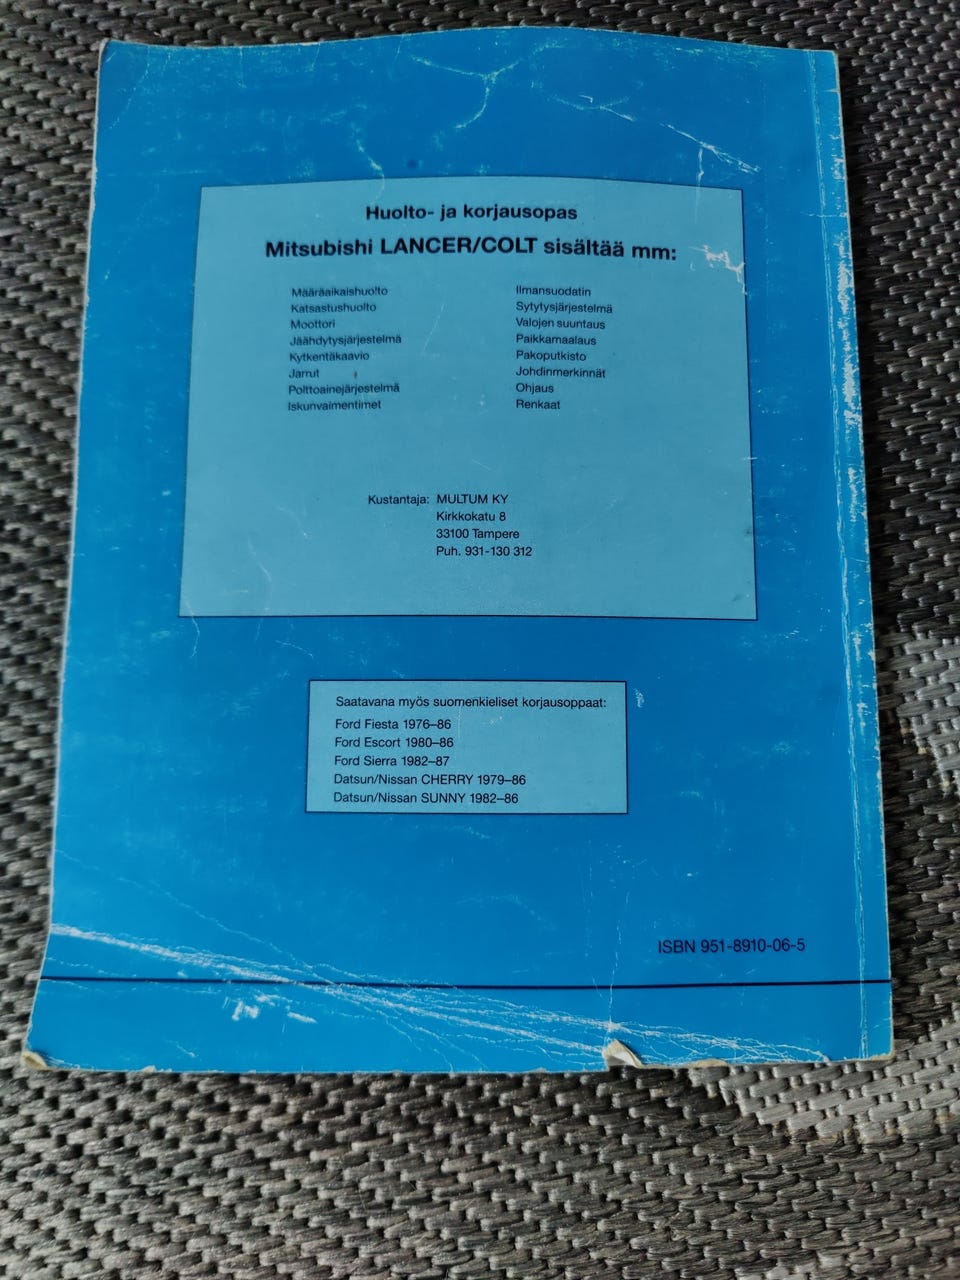 Huolto- ja korjausopas
Mitsubishi LANCER/COLT sisältää mm:
Määräaikaishuolto
Katsastushuolto
Moottori
Jäähdytysjärjestelmä
Kytkentäkaavio
Jarrut
Polttoainejärjestelmä
Iskunvaimentimet
Ilmansuodatin
Sytytysjärjestelmä
Valojen suuntaus
Paikkamaalaus
Pakoputkisto
Johdinmerkinnät
Ohjaus
Renkaat
Kustantaja: MULTUM KY
Kirkkokatu 8
33100 Tampere
Puh. 931-130 312
Saatavana myös suomenkieliset korjausoppaat:
Ford Fiesta 1976–86
Ford Escort 1980–86
Ford Sierra 1982–87
Datsun/Nissan CHERRY 1979–86
Datsun/Nissan SUNNY 1982–86
ISBN 951-8910-06-5